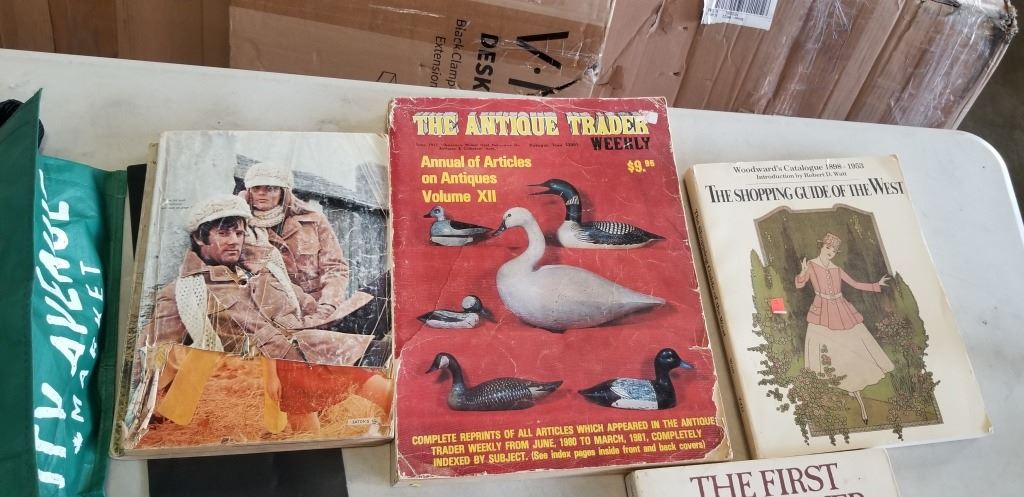 DESK
Black Clamp
Extension
THE ANTIQUE TRADER
WEEKLY
Annual of Articles
on Antiques
Volume XII
$9.95
COMPLETE REPRINTS OF ALL ARTICLES WHICH APPEARED IN THE ANTIQUE
TRADER WEEKLY FROM JUNE, 1980 TO MARCH, 1981, COMPLETELY
INDEXED BY SUBJECT. (See index pages inside front and back covers)
Woodward's Catalogue 1898-1953
Introduction by Robert D. Watt
THE SHOPPING GUIDE OF THE WEST
EATON'S
AVENUE
MARKET
THE FIRST